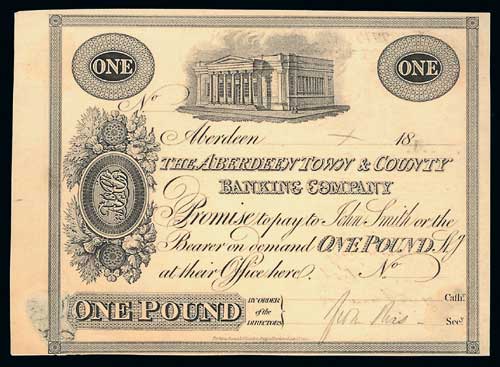 ONE
ONE
No
Aberdeen 18
THE ABERDEEN TOWN & COUNTY
BANKING COMPANY
Promise to pay to John Smith or the
Bearer on demand ONE POUND Stg
at their Office here. No
Cashr.
ONE POUND BY ORDER of the DIRECTORS
Secy.